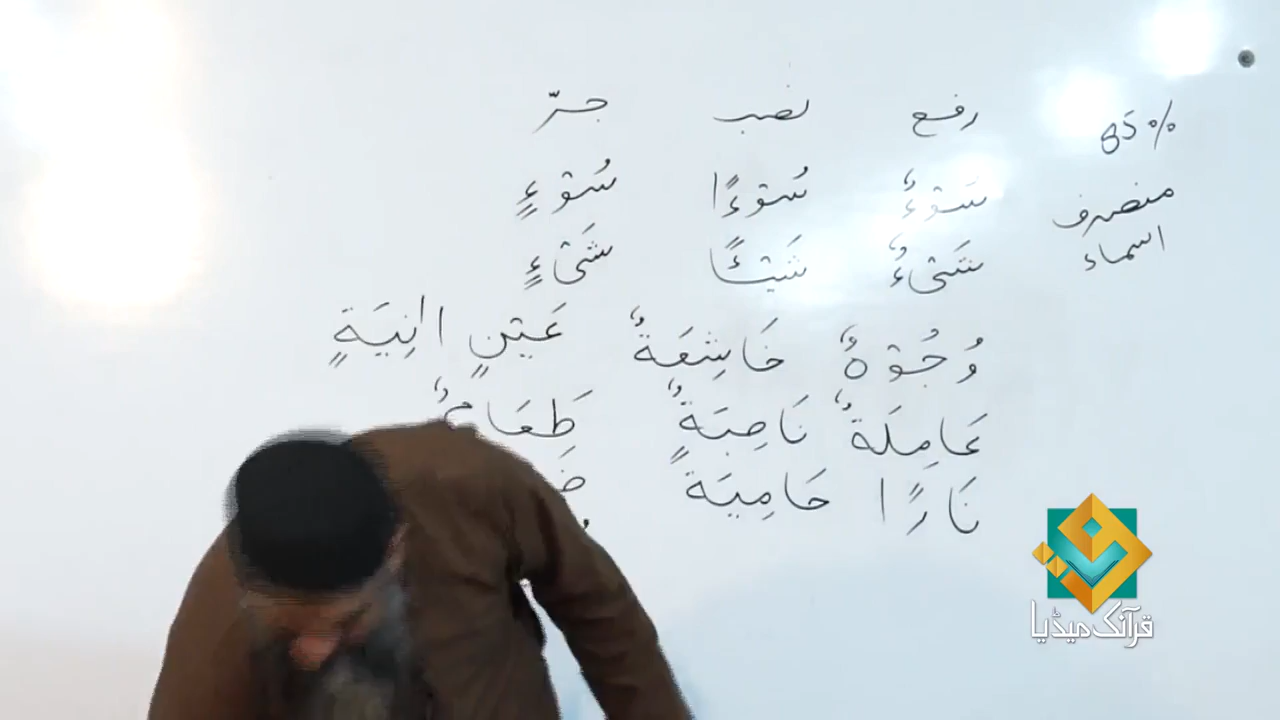 85% رفع نصب جرّ
منصرف سَوْءٌ سُوْءًا سُوْءٍ
اسماء شَیْءٌ شَیْئًا شَیْءٍ
وُجُوْهٌ خَاشِعَةٌ عَیْنٍ اٰنِیَةٍ
عَامِلَةٌ نَاصِبَةٌ طَعَامٌ
نَارًا حَامِیَةً
قرآنک میڈیا